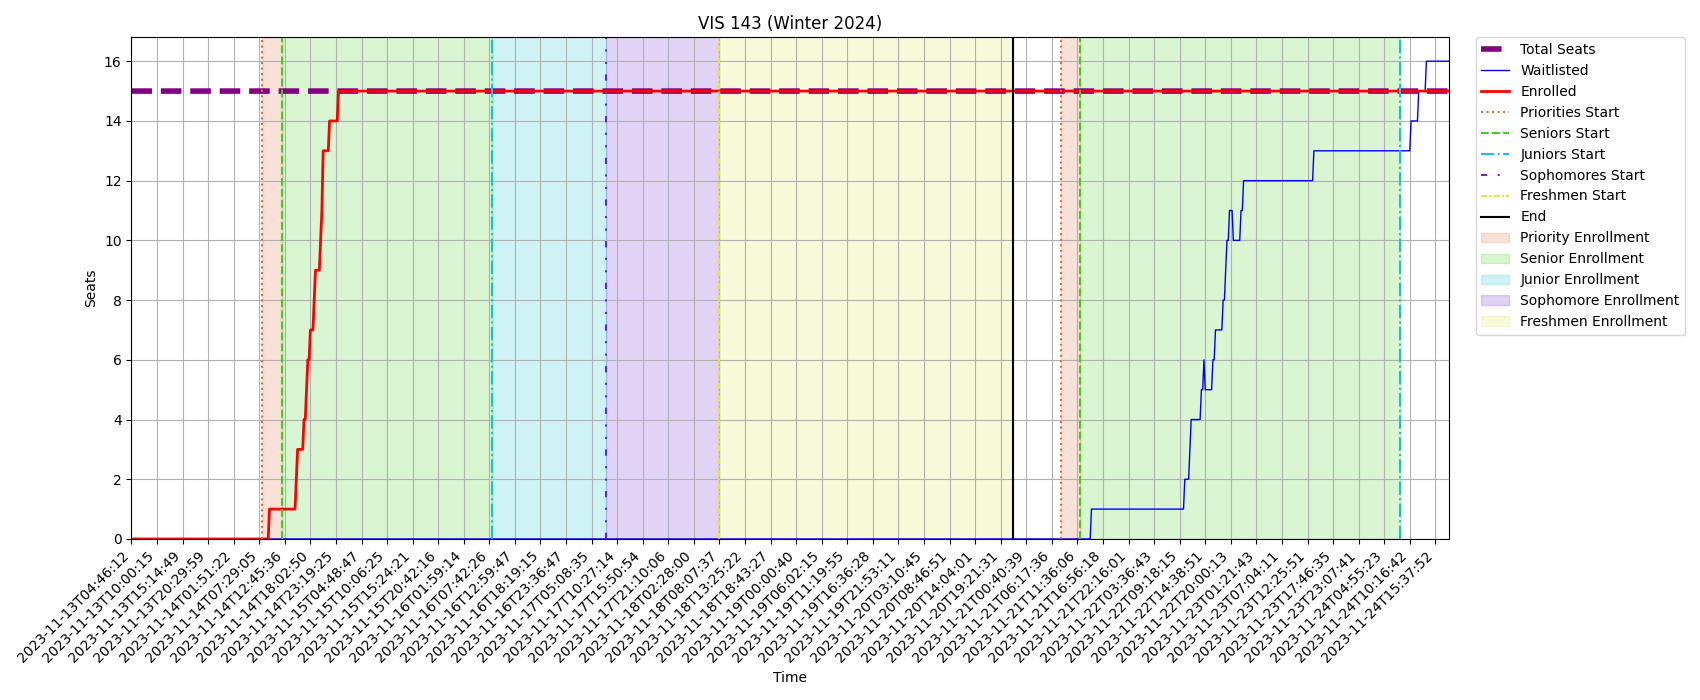 VIS 143 (Winter 2024)
Seats
16
14
12
10
8
6
4
2
0
2023-11-13T04:46:12
2023-11-13T10:00:15
2023-11-13T15:14:49
2023-11-13T20:29:59
2023-11-14T01:51:22
2023-11-14T07:29:05
2023-11-14T12:45:36
2023-11-14T18:02:50
2023-11-14T23:19:25
2023-11-15T04:48:47
2023-11-15T10:06:25
2023-11-15T15:24:21
2023-11-15T20:42:16
2023-11-16T01:59:14
2023-11-16T07:42:26
2023-11-16T12:59:47
2023-11-16T18:19:15
2023-11-16T23:36:47
2023-11-17T05:08:35
2023-11-17T10:27:14
2023-11-17T15:50:54
2023-11-17T21:10:06
2023-11-18T02:28:00
2023-11-18T08:07:37
2023-11-18T13:25:22
2023-11-18T18:43:27
2023-11-19T00:00:40
2023-11-19T06:02:15
2023-11-19T11:19:55
2023-11-19T16:36:28
2023-11-19T21:53:11
2023-11-20T03:10:45
2023-11-20T08:46:51
2023-11-20T14:04:01
2023-11-20T19:21:31
2023-11-21T00:40:39
2023-11-21T06:17:36
2023-11-21T11:36:06
2023-11-21T16:56:18
2023-11-21T22:16:01
2023-11-22T03:36:43
2023-11-22T09:18:15
2023-11-22T14:38:51
2023-11-22T20:00:13
2023-11-23T01:21:43
2023-11-23T07:04:11
2023-11-23T12:25:51
2023-11-23T17:46:35
2023-11-23T23:07:41
2023-11-24T04:55:23
2023-11-24T10:16:42
2023-11-24T15:37:52
Time
Total Seats
Waitlisted
Enrolled
Priorities Start
Seniors Start
Juniors Start
Sophomores Start
Freshmen Start
End
Priority Enrollment
Senior Enrollment
Junior Enrollment
Sophomore Enrollment
Freshmen Enrollment